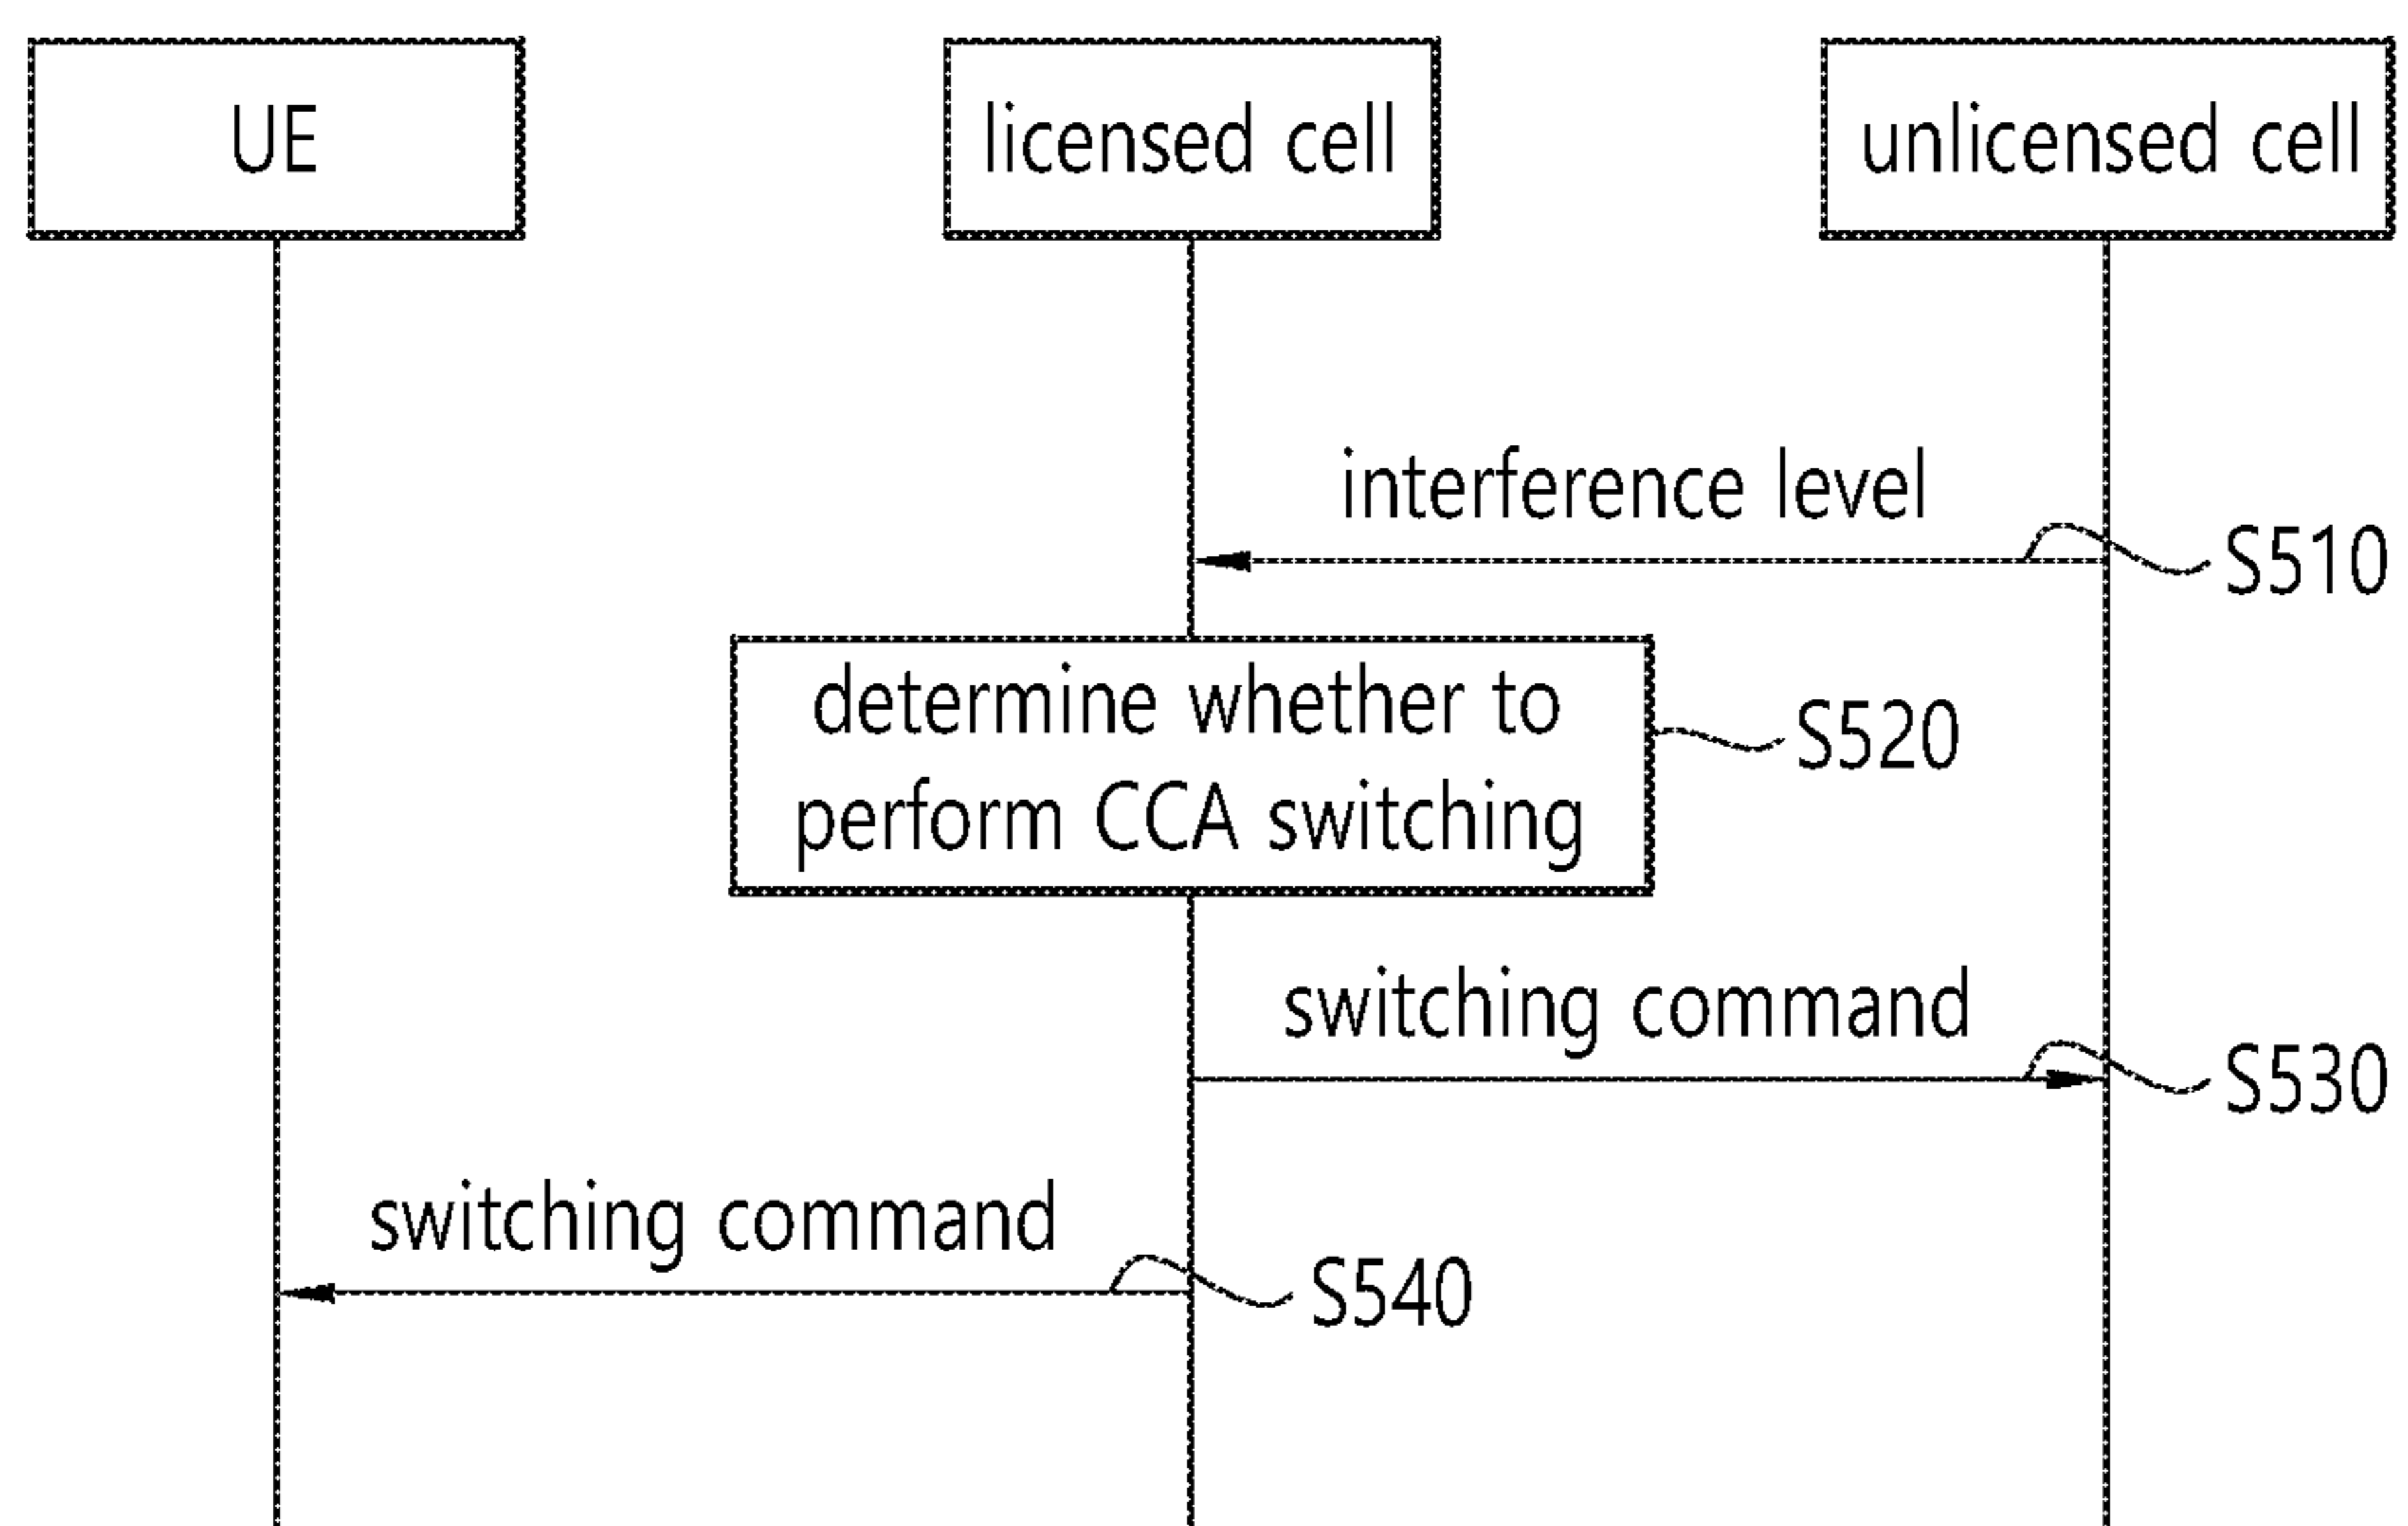 UE
licensed cell
unlicensed cell
interference level
S510
determine whether to
perform CCA switching
S520
switching command
S530
switching command
S540